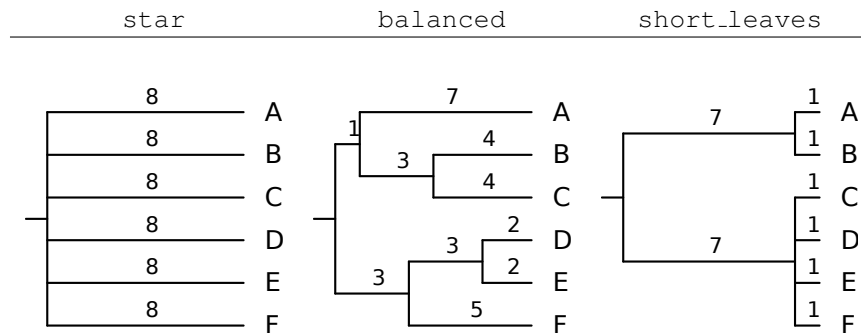 star balanced short_leaves
8 7 1 A A A
8 1 4 7 1 B B B
3
8 4 1 C C C
8 2 1 D D D
3 7
8 2 1 E E E
3
8 5 1 F F F